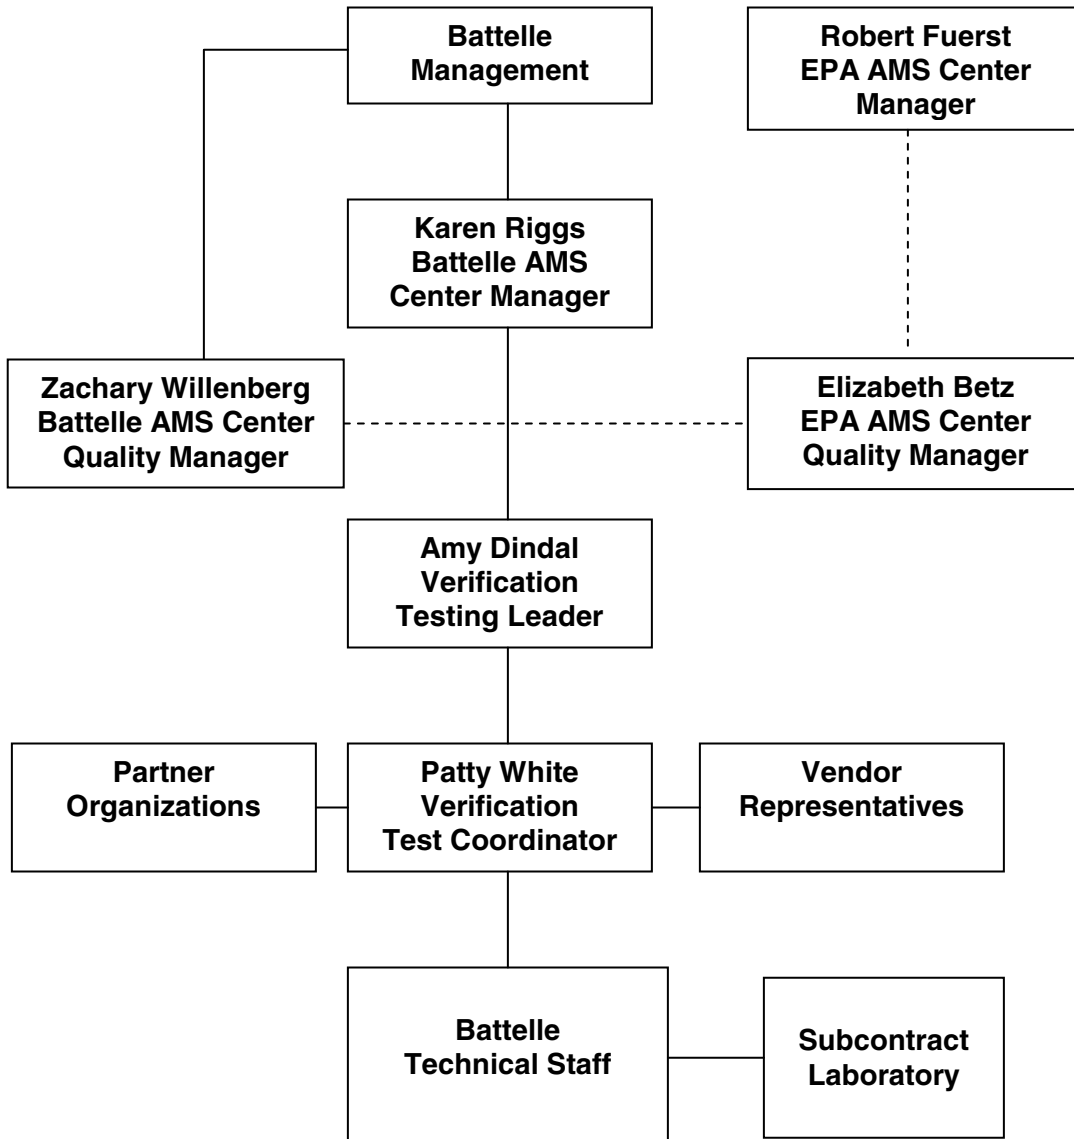 Battelle
Management
Robert Fuerst
EPA AMS Center
Manager
Karen Riggs
Battelle AMS
Center Manager
Zachary Willenberg
Battelle AMS Center
Quality Manager
Elizabeth Betz
EPA AMS Center
Quality Manager
Amy Dindal
Verification
Testing Leader
Partner
Organizations
Patty White
Verification
Test Coordinator
Vendor
Representatives
Battelle
Technical Staff
Subcontract
Laboratory